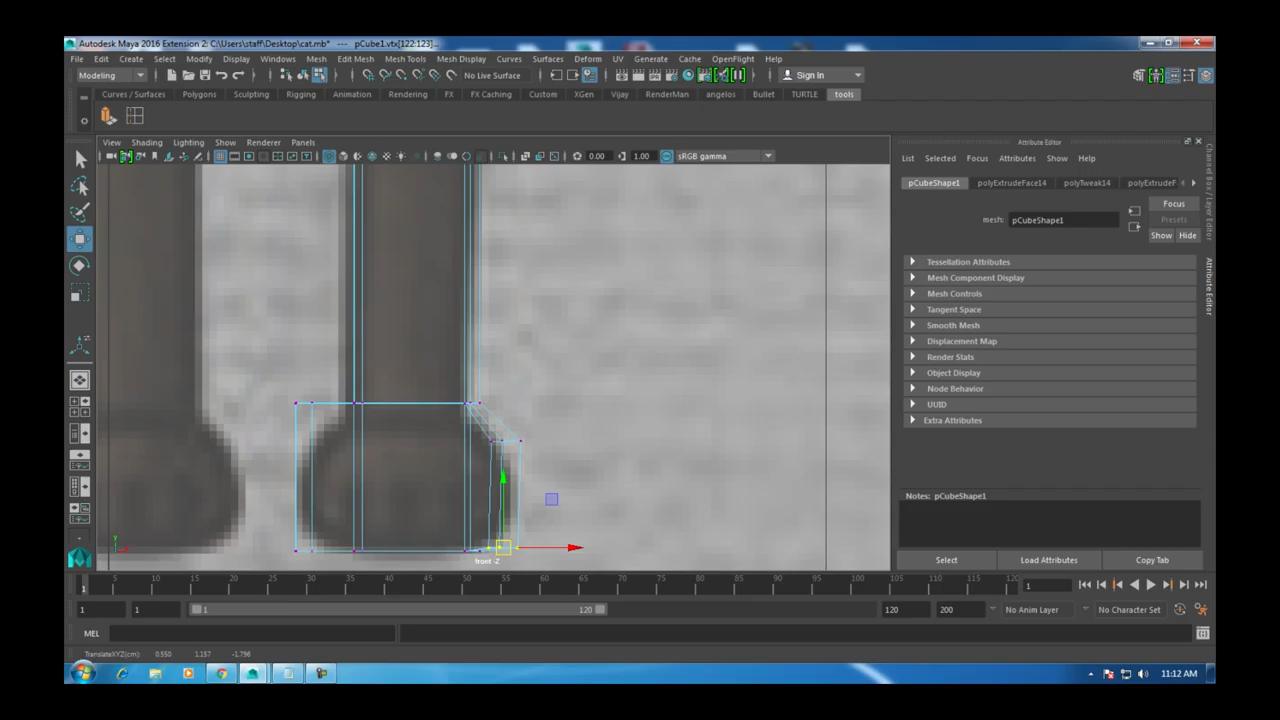 Autodesk Maya 2016 Extension 2: C:\Users\staff\Desktop\cat.mb* --- pCube1.vtx[122:123]...
File Edit Create Select Modify Display Windows Mesh Edit Mesh Mesh Tools Mesh Display Curves Surfaces Deform UV Generate Cache OpenFlight Help
Modeling No Live Surface Sign In
Curves / Surfaces Polygons Sculpting Rigging Animation Rendering FX FX Caching Custom XGen Vijay RenderMan angelos Bullet TURTLE tools
View Shading Lighting Show Renderer Panels
0.00 1.00 sRGB gamma
Attribute Editor
List Selected Focus Attributes Show Help
pCubeShape1 polyExtrudeFace14 polyTweak14 polyExtrudeF
Focus
Presets
mesh: pCubeShape1
Show Hide
Tessellation Attributes
Mesh Component Display
Mesh Controls
Tangent Space
Smooth Mesh
Displacement Map
Render Stats
Object Display
Node Behavior
UUID
Extra Attributes
Notes: pCubeShape1
Select Load Attributes Copy Tab
Channel Box / Layer Editor
Attribute Editor
y
front -Z
5 10 15 20 25 30 35 40 45 50 55 60 65 70 75 80 85 90 95 100 105 110 115 120
1
1
1 1 1 120 120 200 No Anim Layer No Character Set
MEL
TranslateXYZ(cm): 0.550 1.157 -1.796
11:12 AM